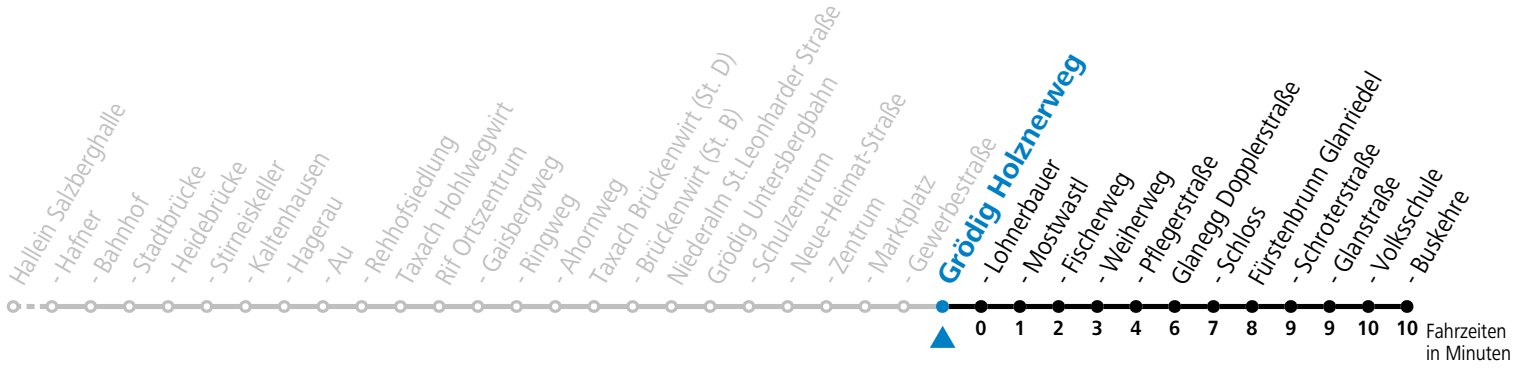 Hallein Salzberghalle
- Hafner
- Bahnhof
- Stadtbrücke
- Heidebrücke
- Stirneiskeller
- Kaltenhausen
- Hagerau
- Au
- Rehhofsiedlung
Taxach Hohlwegwirt
Rif Ortszentrum
- Gaisbergweg
- Ringweg
- Ahornweg
Taxach Brückenwirt (St. D)
- Brückenwirt (St. B)
Niederalm St.Leonharder Straße
Grödig Untersbergbahn
- Schulzentrum
- Neue-Heimat-Straße
- Zentrum
- Marktplatz
- Gewerbestraße
Grödig Holznerweg
- Lohnerbauer
- Mostwastl
- Fischerweg
- Weiherweg
- Pflegerstraße
Glanegg Dopplerstraße
- Schloss
Fürstenbrunn Glanriedel
- Schroterstraße
- Glanstraße
- Volksschule
- Buskehre
0 1 2 3 4 6 7 8 9 9 10 10 Fahrzeiten
in Minuten